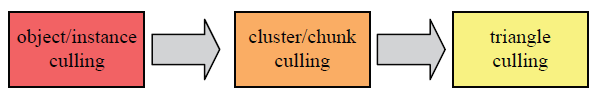 object/instance
culling
cluster/chunk
culling
triangle
culling